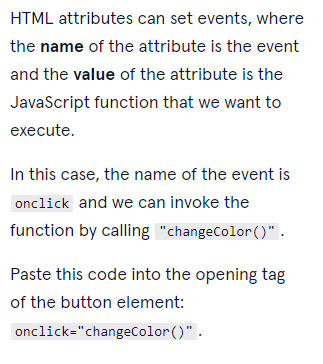 HTML attributes can set events, where
the name of the attribute is the event
and the value of the attribute is the
JavaScript function that we want to
execute.
In this case, the name of the event is
onclick and we can invoke the
function by calling "changeColor()" .
Paste this code into the opening tag
of the button element:
onclick="changeColor()" .